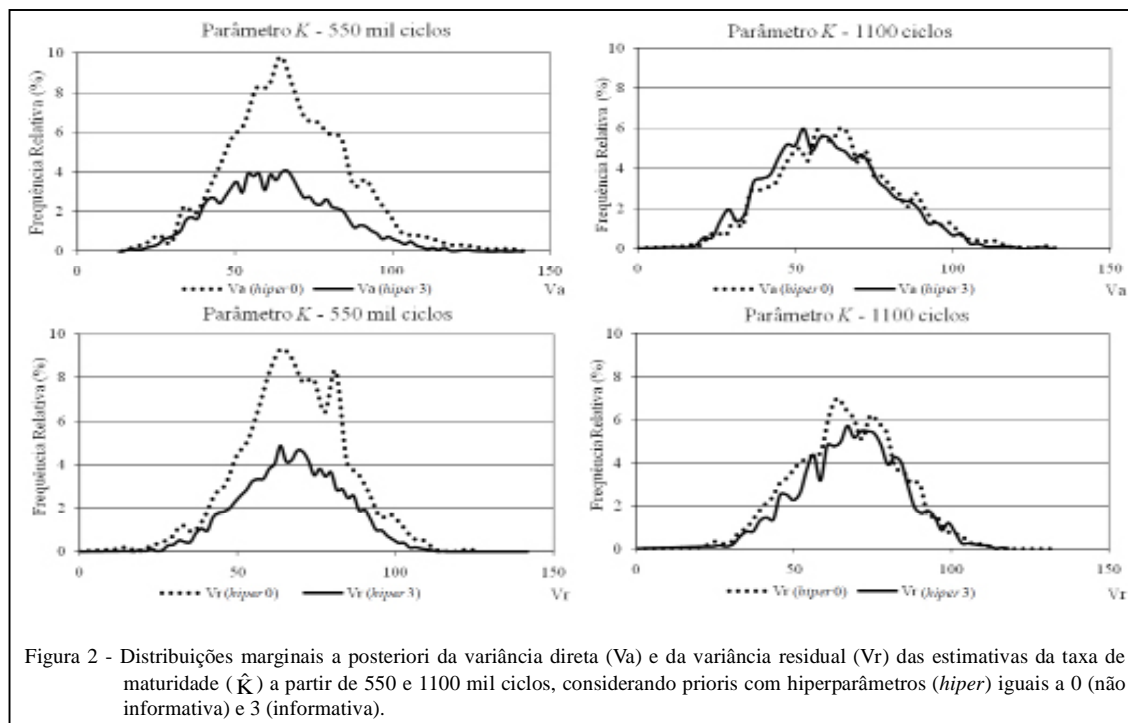 Parâmetro K - 550 mil ciclos
Frequência Relativa (%)
10
8
6
4
2
0
0
50
100
150
Va (hiper 0)
Va (hiper 3)
Va
Parâmetro K - 1100 ciclos
Frequência Relativa (%)
10
8
6
4
2
0
0
50
100
150
Va (hiper 0)
Va (hiper 3)
Va
Parâmetro K - 550 mil ciclos
Frequência Relativa (%)
10
8
6
4
2
0
0
50
100
150
Vr (hiper 0)
Vr (hiper 3)
Vr
Parâmetro K - 1100 ciclos
Frequência Relativa (%)
10
8
6
4
2
0
0
50
100
150
Vr (hiper 0)
Vr (hiper 3)
Vr
Figura 2 - Distribuições marginais a posteriori da variância direta (Va) e da variância residual (Vr) das estimativas da taxa de
maturidade (K̂) a partir de 550 e 1100 mil ciclos, considerando prioris com hiperparâmetros (hiper) iguais a 0 (não
informativa) e 3 (informativa).